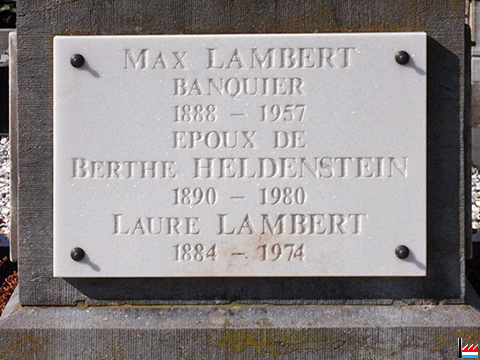 Max LAMBERT
BANQUIER
1888 – 1957
EPOUX DE
Berthe HELDENSTEIN
1890 – 1980
Laure LAMBERT
1884 – 1974